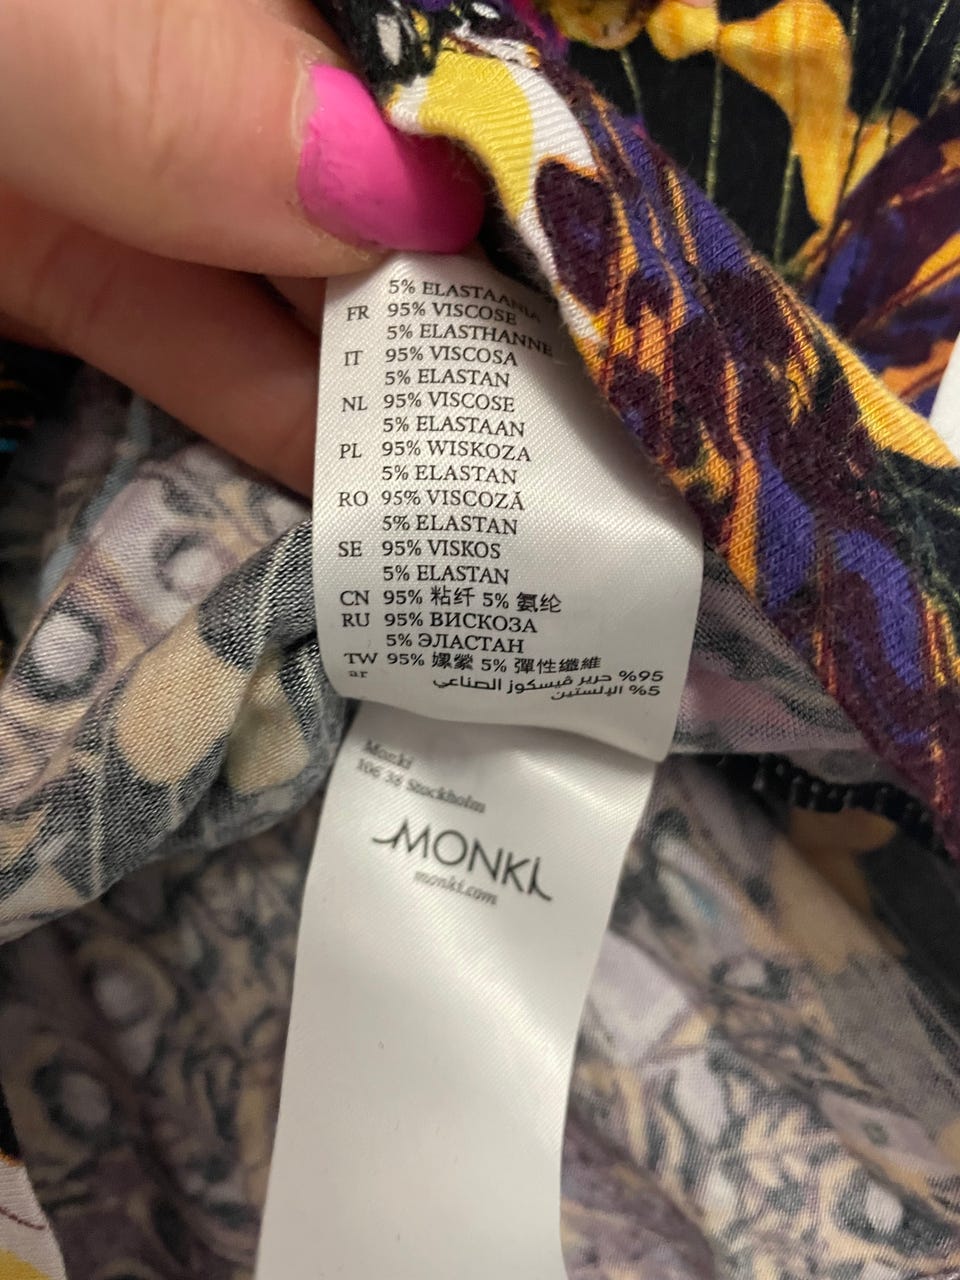 5% ELASTAANIA
FR 95% VISCOSE
5% ELASTHANNE
IT 95% VISCOSA
5% ELASTAN
NL 95% VISCOSE
5% ELASTAAN
PL 95% WISKOZA
5% ELASTAN
RO 95% VISCOZĂ
5% ELASTAN
SE 95% VISKOS
5% ELASTAN
CN 95% 粘纤 5% 氨纶
RU 95% ВИСКОЗА
5% ЭЛАСТАН
TW 95% 嫘縈 5% 彈性纖維
ar %95 حرير فيسكوز الصناعي
%5 الإلستين
Monki
106 38 Stockholm
MONKI
monki.com